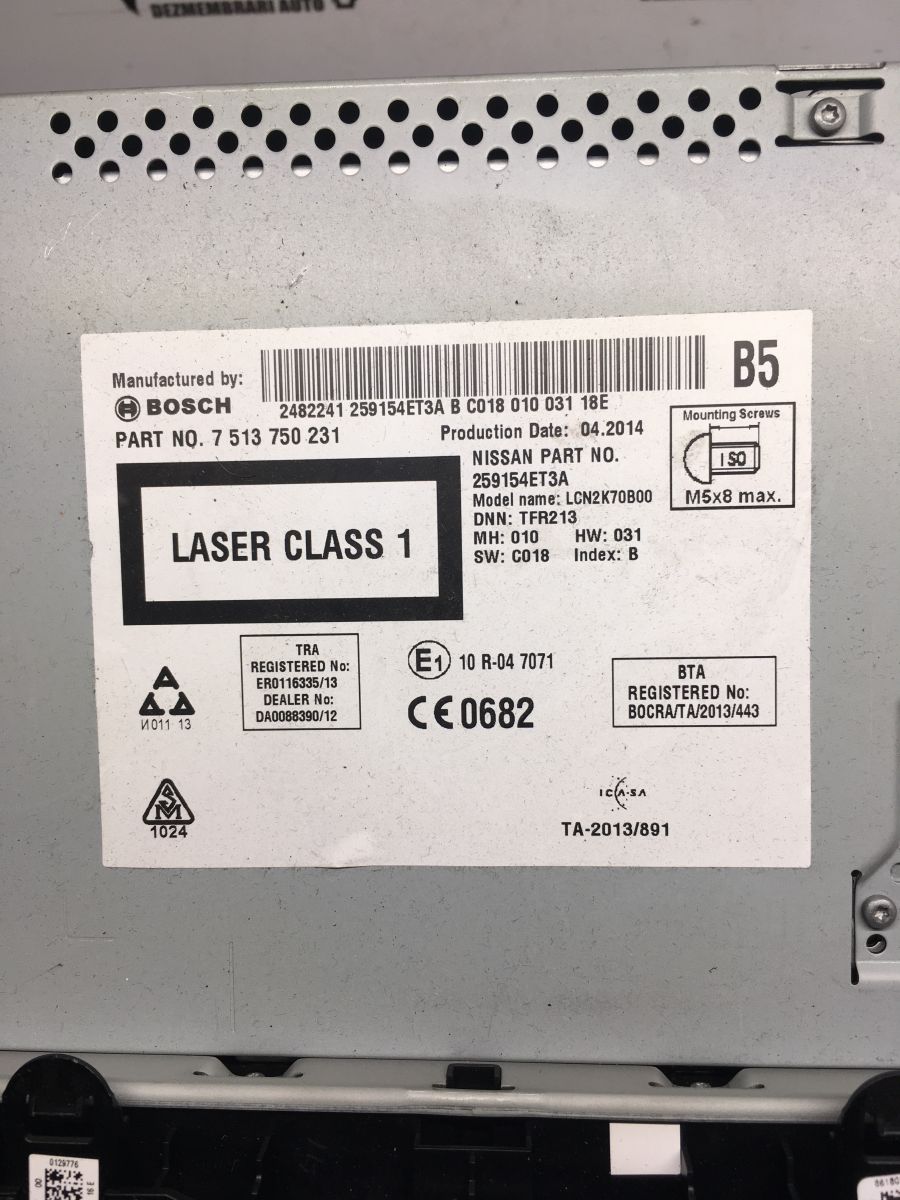 DEZMEMBRARI AUTO
Manufactured by:
BOSCH
2482241 259154ET3A B C018 010 031 18E
B5
PART NO. 7 513 750 231
Production Date: 04.2014
NISSAN PART NO.
259154ET3A
Model name: LCN2K70B00
DNN: TFR213
MH: 010 HW: 031
SW: C018 Index: B
Mounting Screws
ISO
M5x8 max.
LASER CLASS 1
TRA
REGISTERED No:
ER0116335/13
DEALER No:
DA0088390/12
E1 10 R-04 7071
CE 0682
BTA
REGISTERED No:
BOCRA/TA/2013/443
И011 13
1024
ICASA
TA-2013/891
0129776